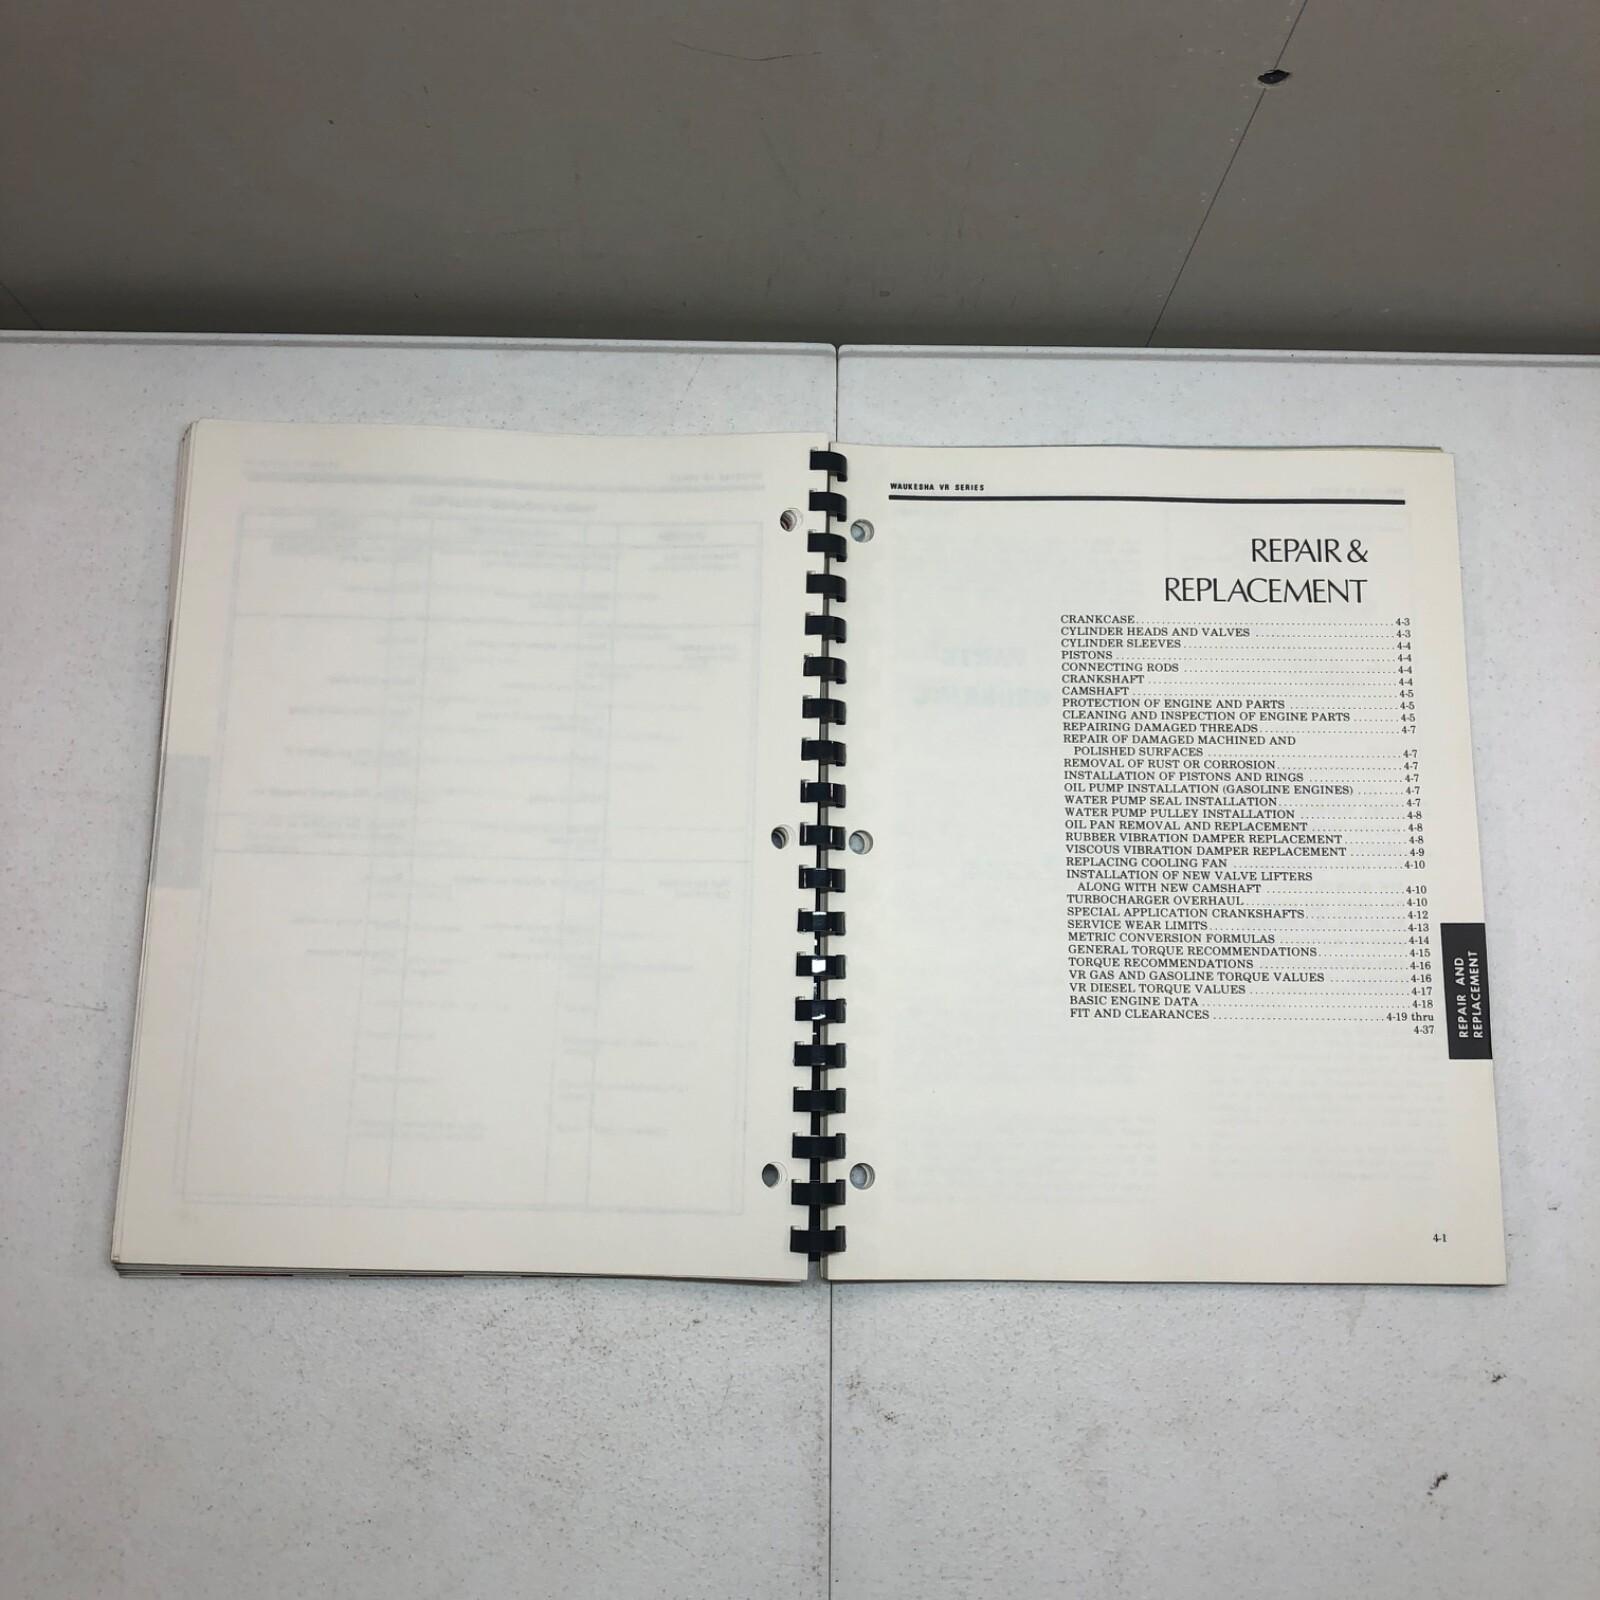 WAUKESHA VR SERIES
REPAIR &
REPLACEMENT
CRANKCASE........................................4-3
CYLINDER HEADS AND VALVES ......................4-3
CYLINDER SLEEVES.................................4-4
PISTONS ...........................................4-4
CONNECTING RODS .................................4-4
CRANKSHAFT .......................................4-4
CAMSHAFT .........................................4-5
PROTECTION OF ENGINE AND PARTS .................4-5
CLEANING AND INSPECTION OF ENGINE PARTS .........4-5
REPAIRING DAMAGED THREADS.......................4-7
REPAIR OF DAMAGED MACHINED AND
POLISHED SURFACES ...............................4-7
REMOVAL OF RUST OR CORROSION....................4-7
INSTALLATION OF PISTONS AND RINGS ...............4-7
OIL PUMP INSTALLATION (GASOLINE ENGINES) .........4-7
WATER PUMP SEAL INSTALLATION....................4-7
WATER PUMP PULLEY INSTALLATION .................4-8
OIL PAN REMOVAL AND REPLACEMENT ................4-8
RUBBER VIBRATION DAMPER REPLACEMENT............4-8
VISCOUS VIBRATION DAMPER REPLACEMENT ..........4-9
REPLACING COOLING FAN ...........................4-10
INSTALLATION OF NEW VALVE LIFTERS
ALONG WITH NEW CAMSHAFT .......................4-10
TURBOCHARGER OVERHAUL..........................4-10
SPECIAL APPLICATION CRANKSHAFTS.................4-12
SERVICE WEAR LIMITS................................4-13
METRIC CONVERSION FORMULAS .....................4-14
GENERAL TORQUE RECOMMENDATIONS...............4-15
TORQUE RECOMMENDATIONS ........................4-16
VR GAS AND GASOLINE TORQUE VALUES .............4-16
VR DIESEL TORQUE VALUES .........................4-17
BASIC ENGINE DATA .................................4-18
FIT AND CLEARANCES .............................4-19 thru
4-37
REPAIR AND
REPLACEMENT
4-1